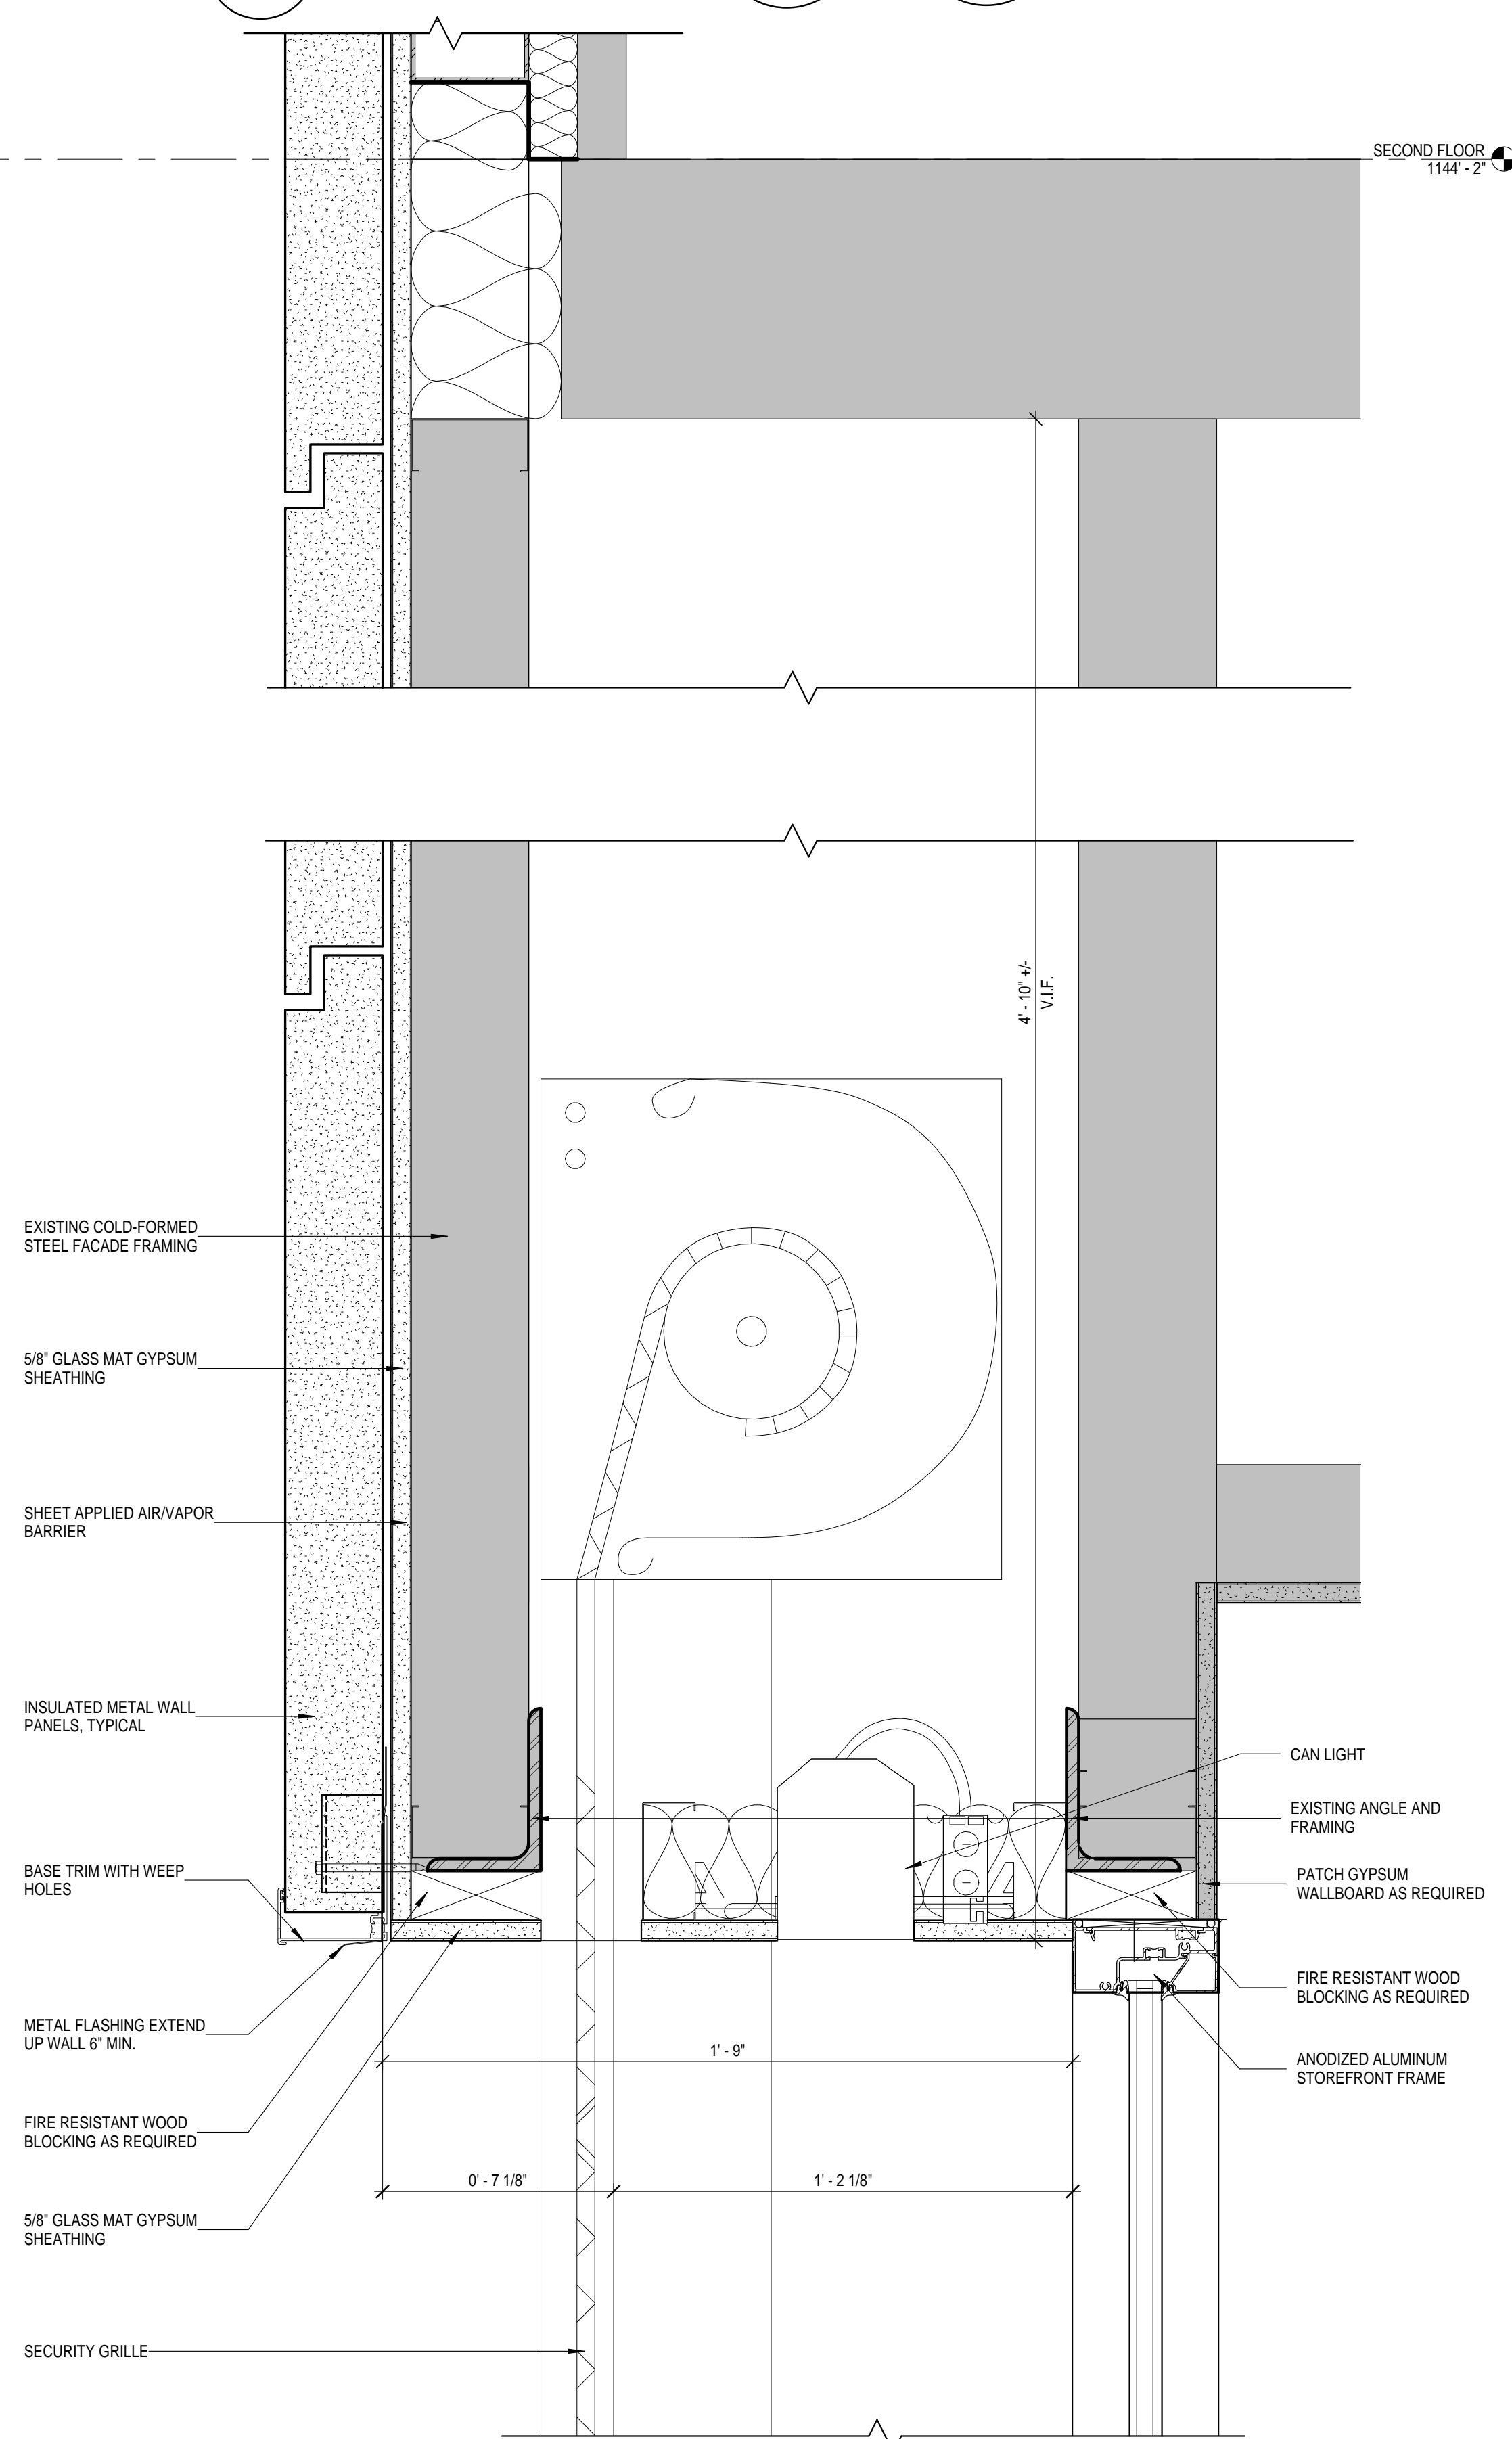 SECOND FLOOR
1144' - 2"
4' - 10" +/-
V.I.F.
EXISTING COLD-FORMED
STEEL FACADE FRAMING
5/8" GLASS MAT GYPSUM
SHEATHING
SHEET APPLIED AIR/VAPOR
BARRIER
INSULATED METAL WALL
PANELS, TYPICAL
CAN LIGHT
EXISTING ANGLE AND
FRAMING
BASE TRIM WITH WEEP
HOLES
PATCH GYPSUM
WALLBOARD AS REQUIRED
FIRE RESISTANT WOOD
BLOCKING AS REQUIRED
METAL FLASHING EXTEND
UP WALL 6" MIN.
1' - 9"
ANODIZED ALUMINUM
STOREFRONT FRAME
FIRE RESISTANT WOOD
BLOCKING AS REQUIRED
0' - 7 1/8"
1' - 2 1/8"
5/8" GLASS MAT GYPSUM
SHEATHING
SECURITY GRILLE